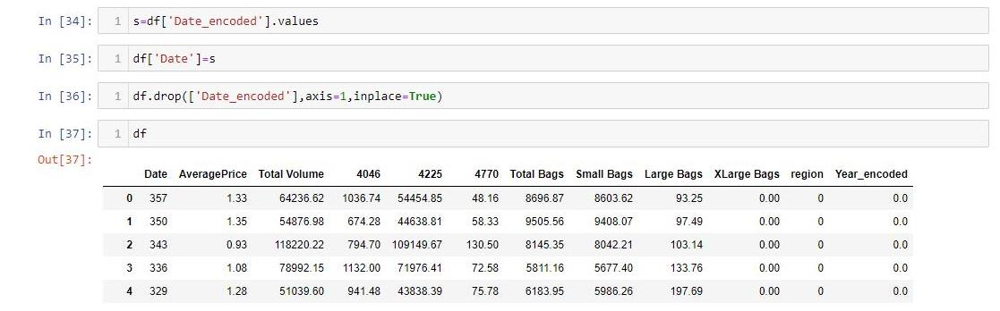 In [34]: 1 s=df['Date_encoded'].values
In [35]: 1 df['Date']=s
In [36]: 1 df.drop(['Date_encoded'],axis=1,inplace=True)
In [37]: 1 df
Out[37]:
Date AveragePrice Total Volume 4046 4225 4770 Total Bags Small Bags Large Bags XLarge Bags region Year_encoded
0 357 1.33 64236.62 1036.74 54454.85 48.16 8696.87 8603.62 93.25 0.00 0 0.0
1 350 1.35 54876.98 674.28 44638.81 58.33 9505.56 9408.07 97.49 0.00 0 0.0
2 343 0.93 118220.22 794.70 109149.67 130.50 8145.35 8042.21 103.14 0.00 0 0.0
3 336 1.08 78992.15 1132.00 71976.41 72.58 5811.16 5677.40 133.76 0.00 0 0.0
4 329 1.28 51039.60 941.48 43838.39 75.78 6183.95 5986.26 197.69 0.00 0 0.0